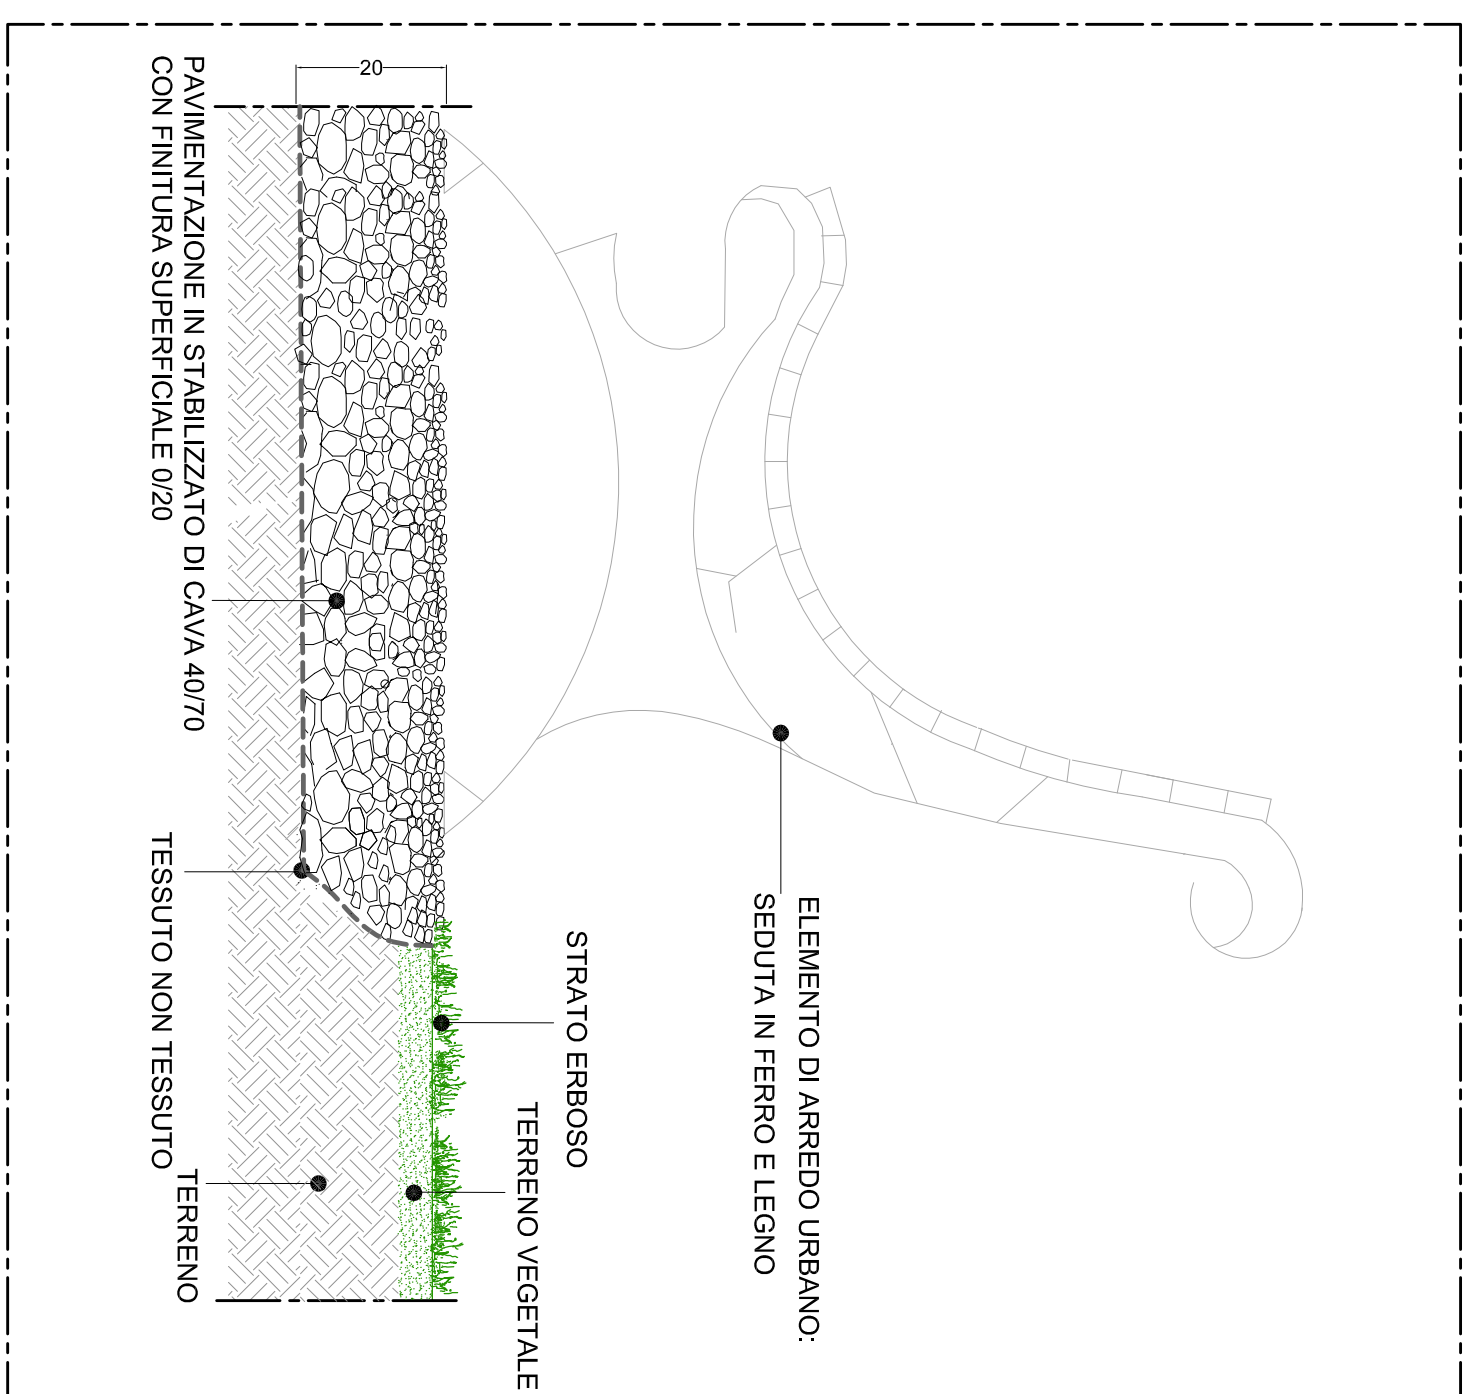 20
ELEMENTO DI ARREDO URBANO:
SEDUTA IN FERRO E LEGNO
STRATO ERBOSO
TERRENO VEGETALE
PAVIMENTAZIONE IN STABILIZZATO DI CAVA 40/70
CON FINITURA SUPERFICIALE 0/20
TESSUTO NON TESSUTO
TERRENO